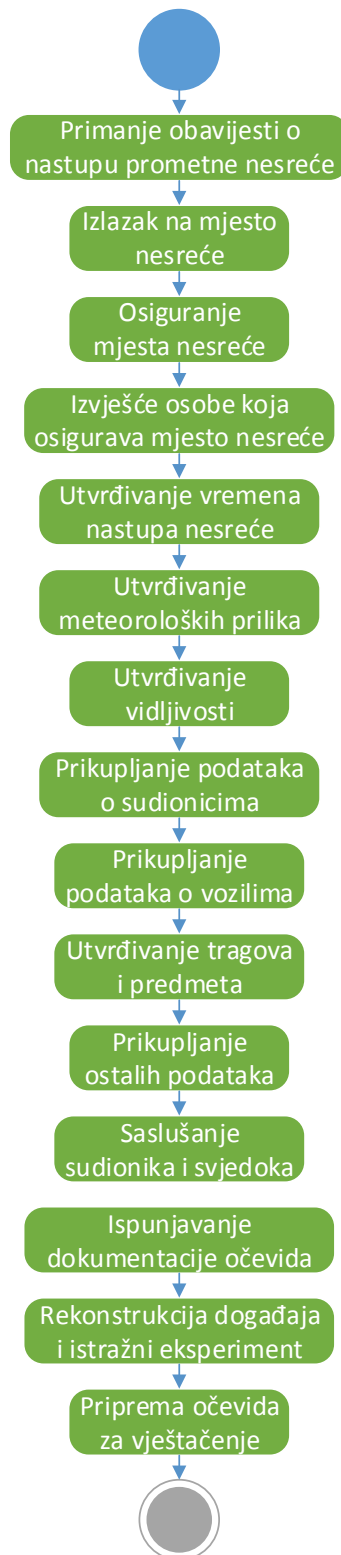 Primanje obavijesti o
nastupu prometne nesreće
Izlazak na mjesto
nesreće
Osiguranje
mjesta nesreće
Izvješće osobe koja
osigurava mjesto nesreće
Utvrđivanje vremena
nastupa nesreće
Utvrđivanje
meteoroloških prilika
Utvrđivanje
vidljivosti
Prikupljanje podataka
o sudionicima
Prikupljanje
podataka o vozilima
Utvrđivanje tragova
i predmeta
Prikupljanje
ostalih podataka
Saslušanje
sudionika i svjedoka
Ispunjavanje
dokumentacije očevida
Rekonstrukcija događaja
i istražni eksperiment
Priprema očevida
za vještačenje